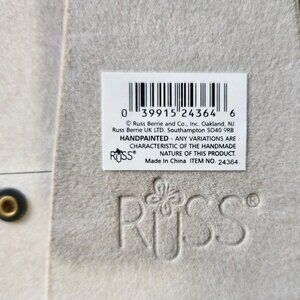 0 39915 24364 6
© Russ Berrie and Co., Inc. Oakland, NJ
Russ Berrie UK LTD. Southampton SO40 9RB
HANDPAINTED - ANY VARIATIONS ARE
CHARACTERISTIC OF THE HANDMADE
NATURE OF THIS PRODUCT.
RUSS® Made in China ITEM NO. 24364
RUSS®